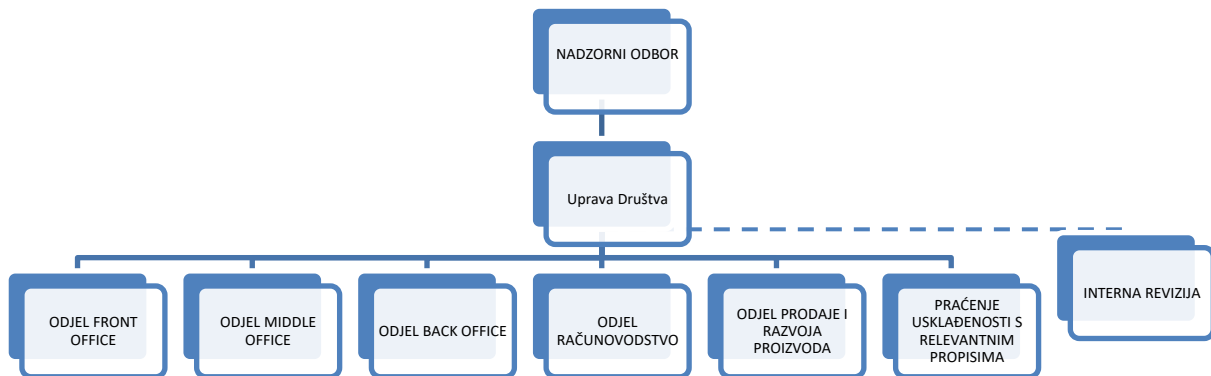 NADZORNI ODBOR
Uprava Društva
ODJEL FRONT
OFFICE
ODJEL MIDDLE
OFFICE
ODJEL BACK OFFICE
ODJEL
RAČUNOVODSTVO
ODJEL PRODAJE I
RAZVOJA
PROIZVODA
PRAĆENJE
USKLAĐENOSTI S
RELEVANTNIM
PROPISIMA
INTERNA REVIZIJA